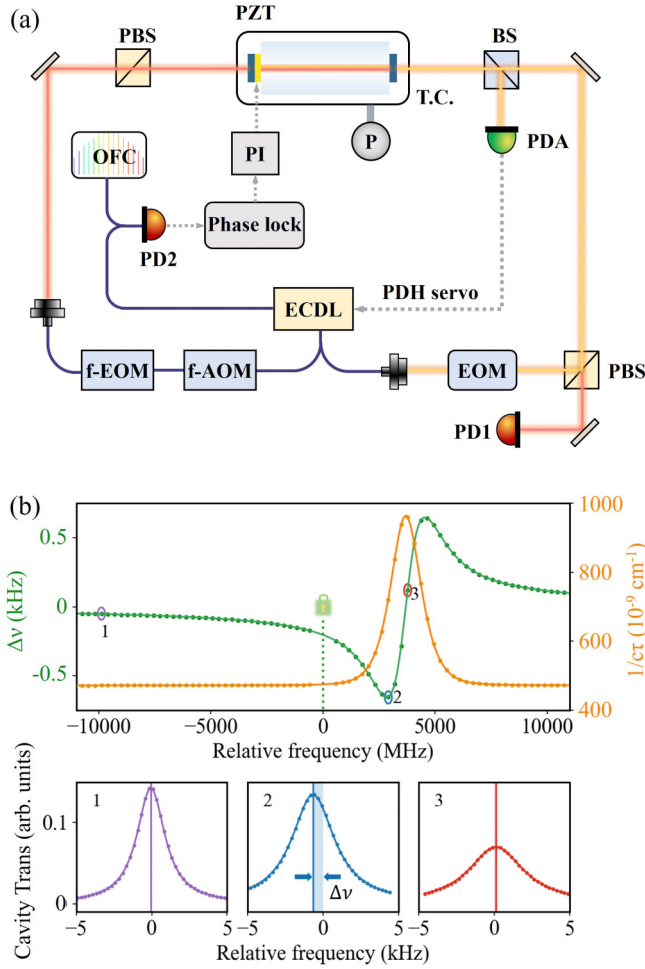 (a)
PZT
PBS
BS
T.C.
P
PDA
OFC
PI
PD2
Phase lock
PDH servo
ECDL
f-EOM
f-AOM
EOM
PBS
PD1
(b)
0.5
0
-0.5
Δν (kHz)
1
2
3
1000
800
600
400
1/cτ (10⁻⁹ cm⁻¹)
−10000 −5000 0 5000 10000
Relative frequency (MHz)
Cavity Trans (arb. units)
0.1
0
1
2
3
Δν
−5 0 5
−5 0 5
−5 0 5
Relative frequency (kHz)